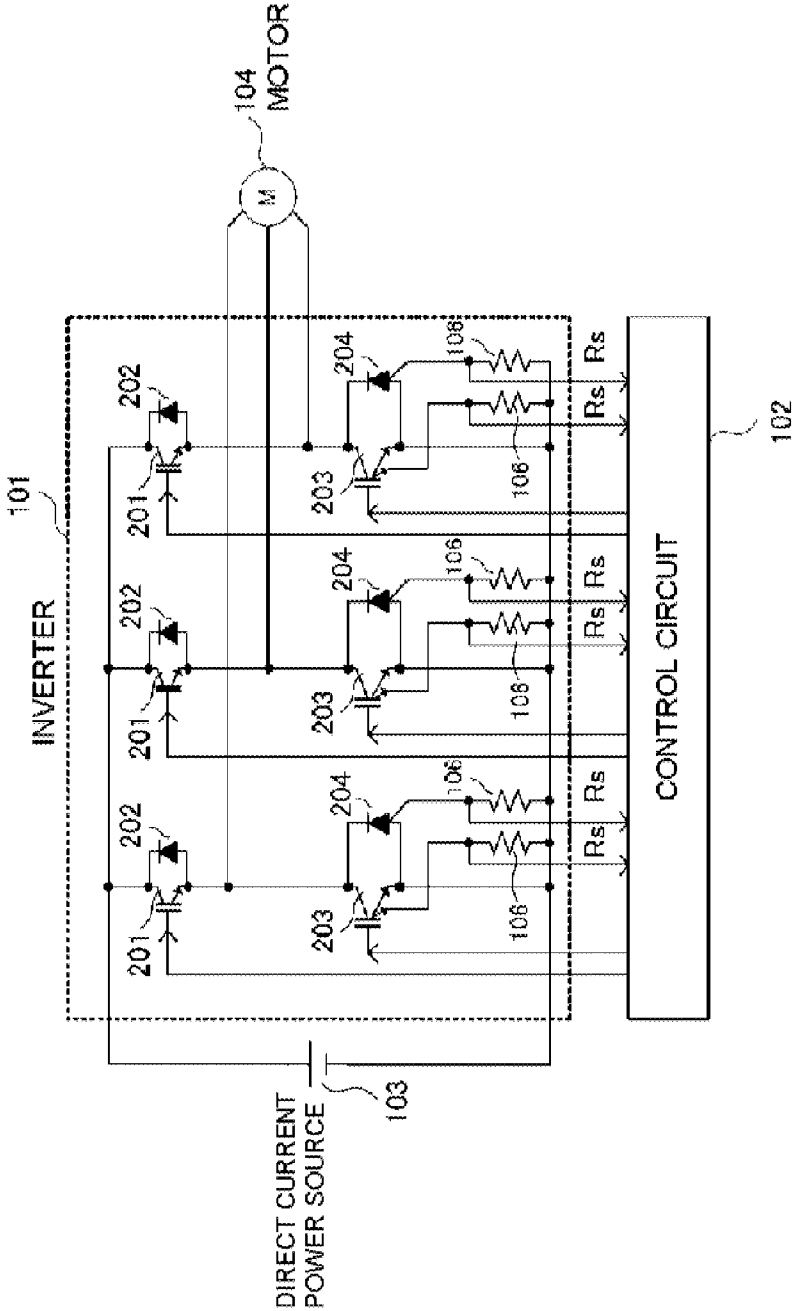 INVERTER
101
202
202
202
201
201
201
104
MOTOR
M
DIRECT CURRENT
POWER SOURCE
103
204
204
204
203
203
203
106
106
106
106
106
106
Rs
Rs
Rs
Rs
Rs
Rs
CONTROL CIRCUIT
102